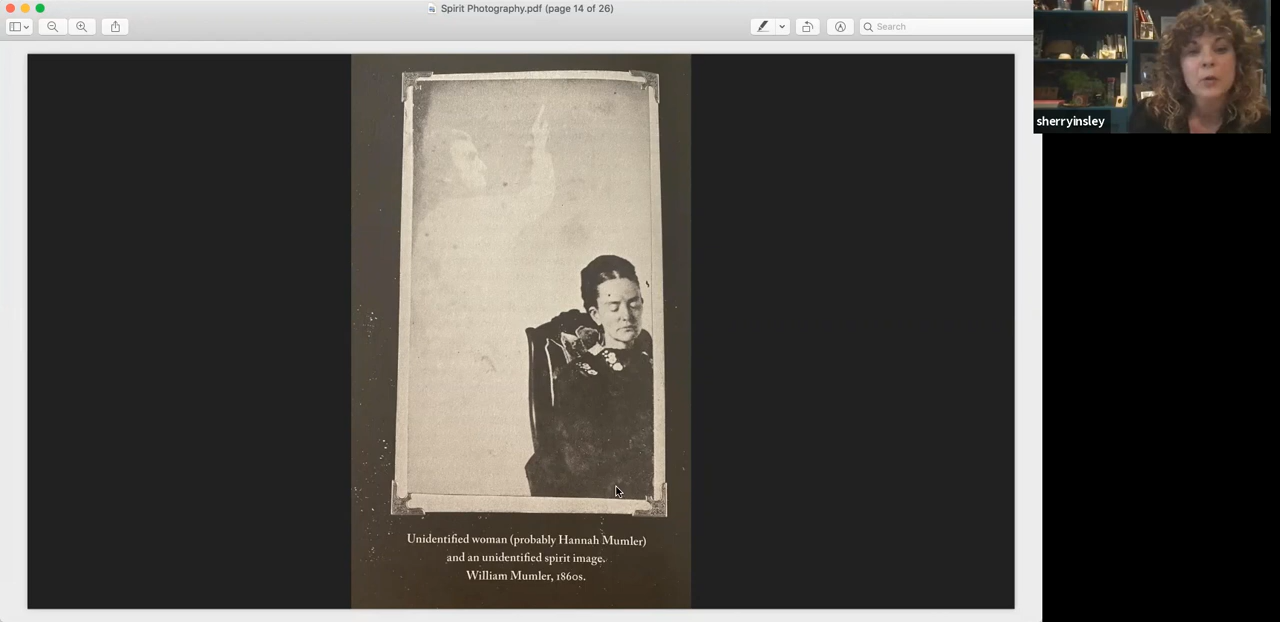 Spirit Photography.pdf (page 14 of 26)
Search
sherryinsley
Unidentified woman (probably Hannah Mumler)
and an unidentified spirit image.
William Mumler, 1860s.